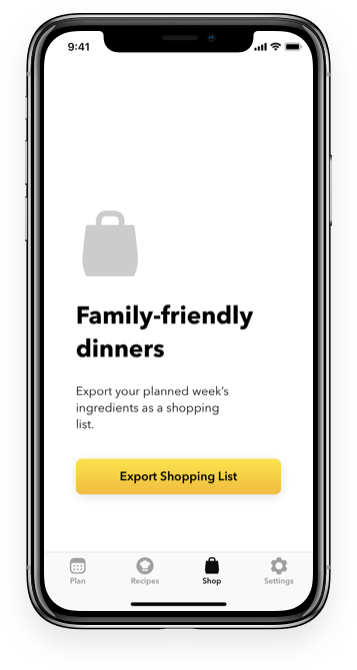 9:41
Family-friendly
dinners
Export your planned week's
ingredients as a shopping
list.
Export Shopping List
Plan Recipes Shop Settings